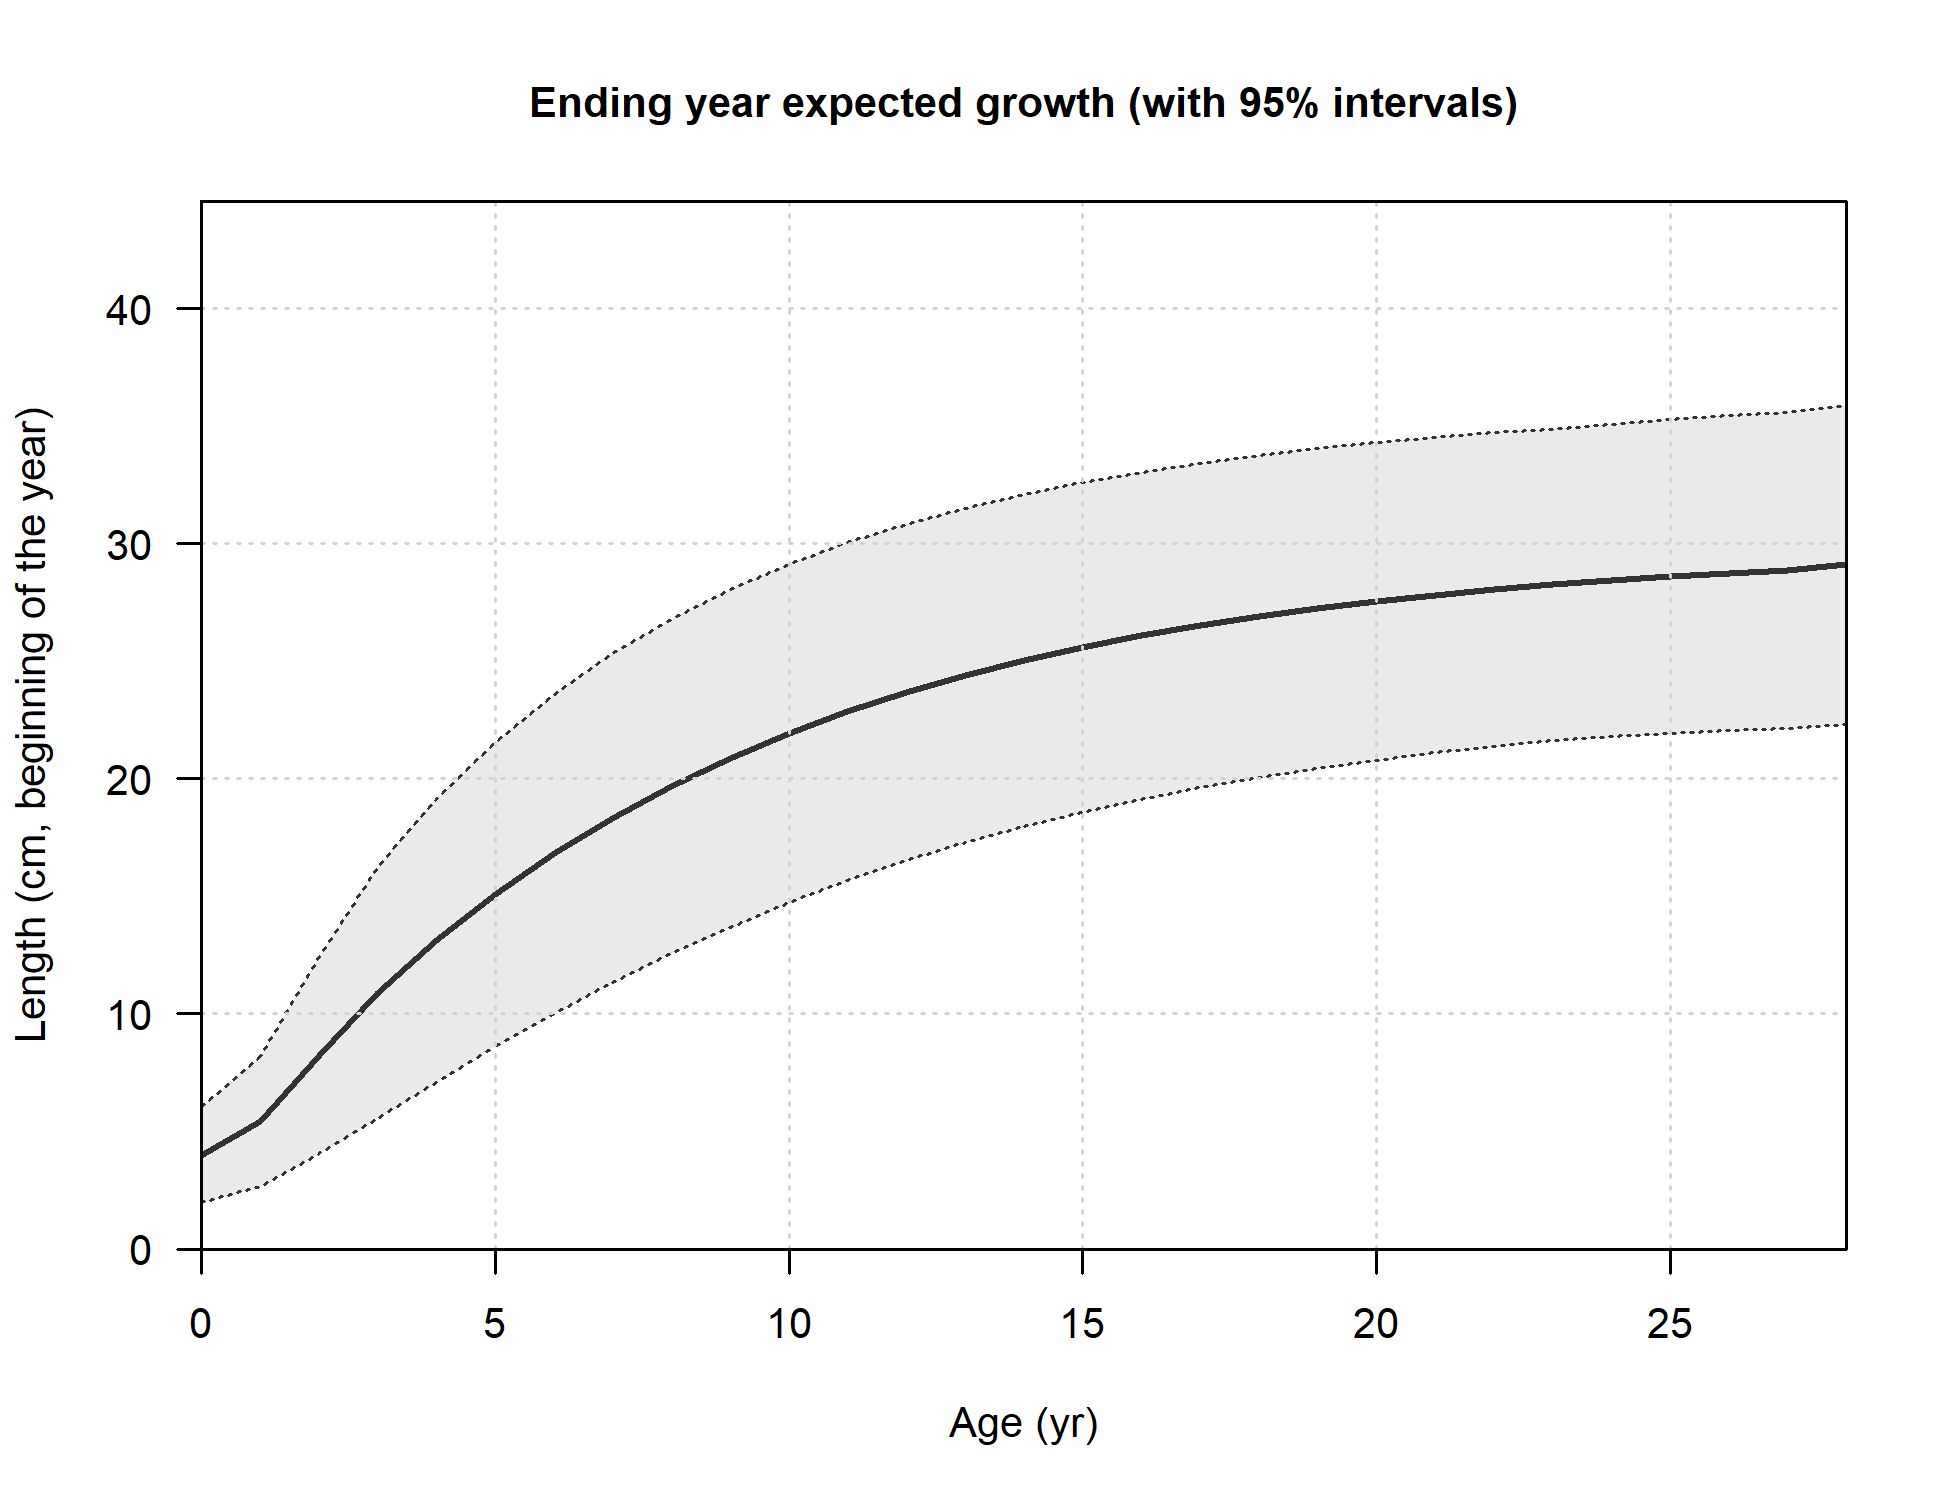 Ending year expected growth (with 95% intervals)
Length (cm, beginning of the year)
40
30
20
10
0
0 5 10 15 20 25
Age (yr)